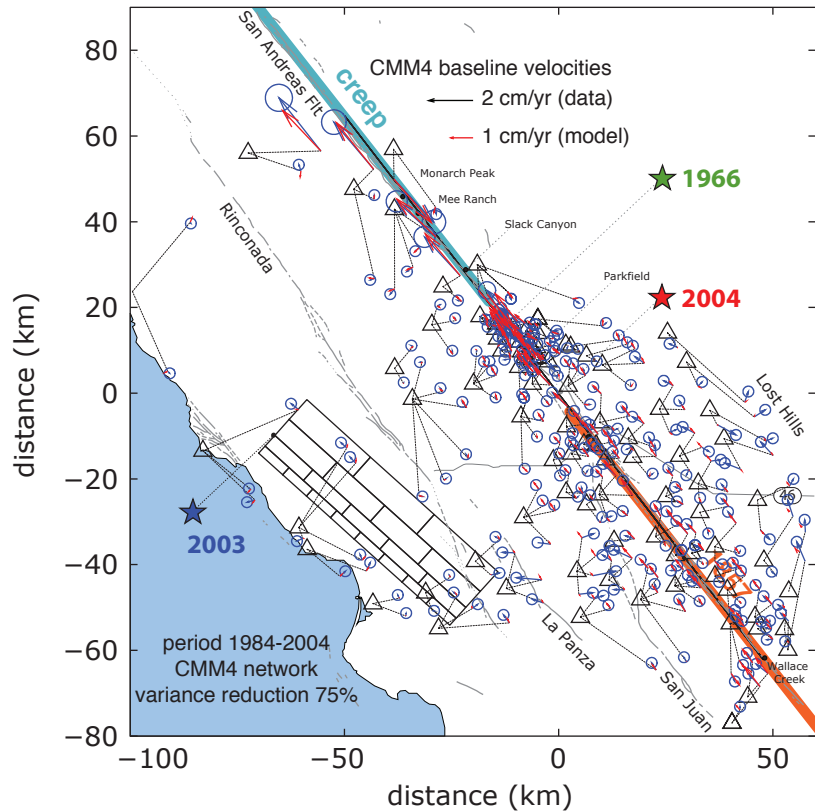 San Andreas Flt
creep
CMM4 baseline velocities
2 cm/yr (data)
1 cm/yr (model)
Monarch Peak
Mee Ranch
Slack Canyon
1966
Rinconada
Parkfield
2004
Lost Hills
46
2003
1857
La Panza
San Juan
Wallace
Creek
period 1984-2004
CMM4 network
variance reduction 75%
80
60
40
20
0
−20
−40
−60
−80
distance (km)
−100
−50
0
50
distance (km)